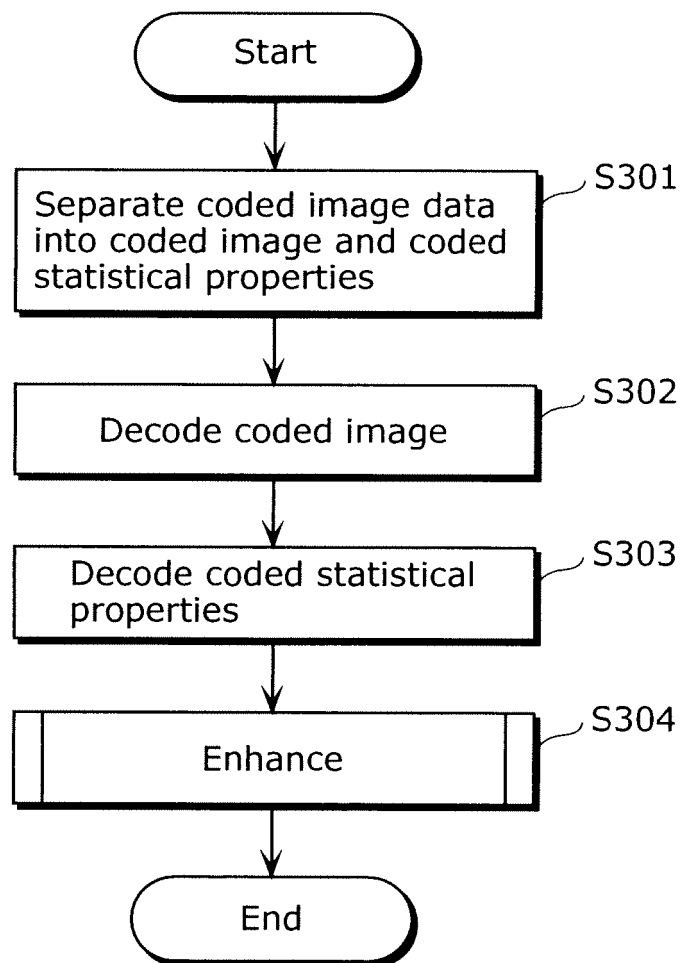 Start
S301
Separate coded image data
into coded image and coded
statistical properties
S302
Decode coded image
S303
Decode coded statistical
properties
S304
Enhance
End